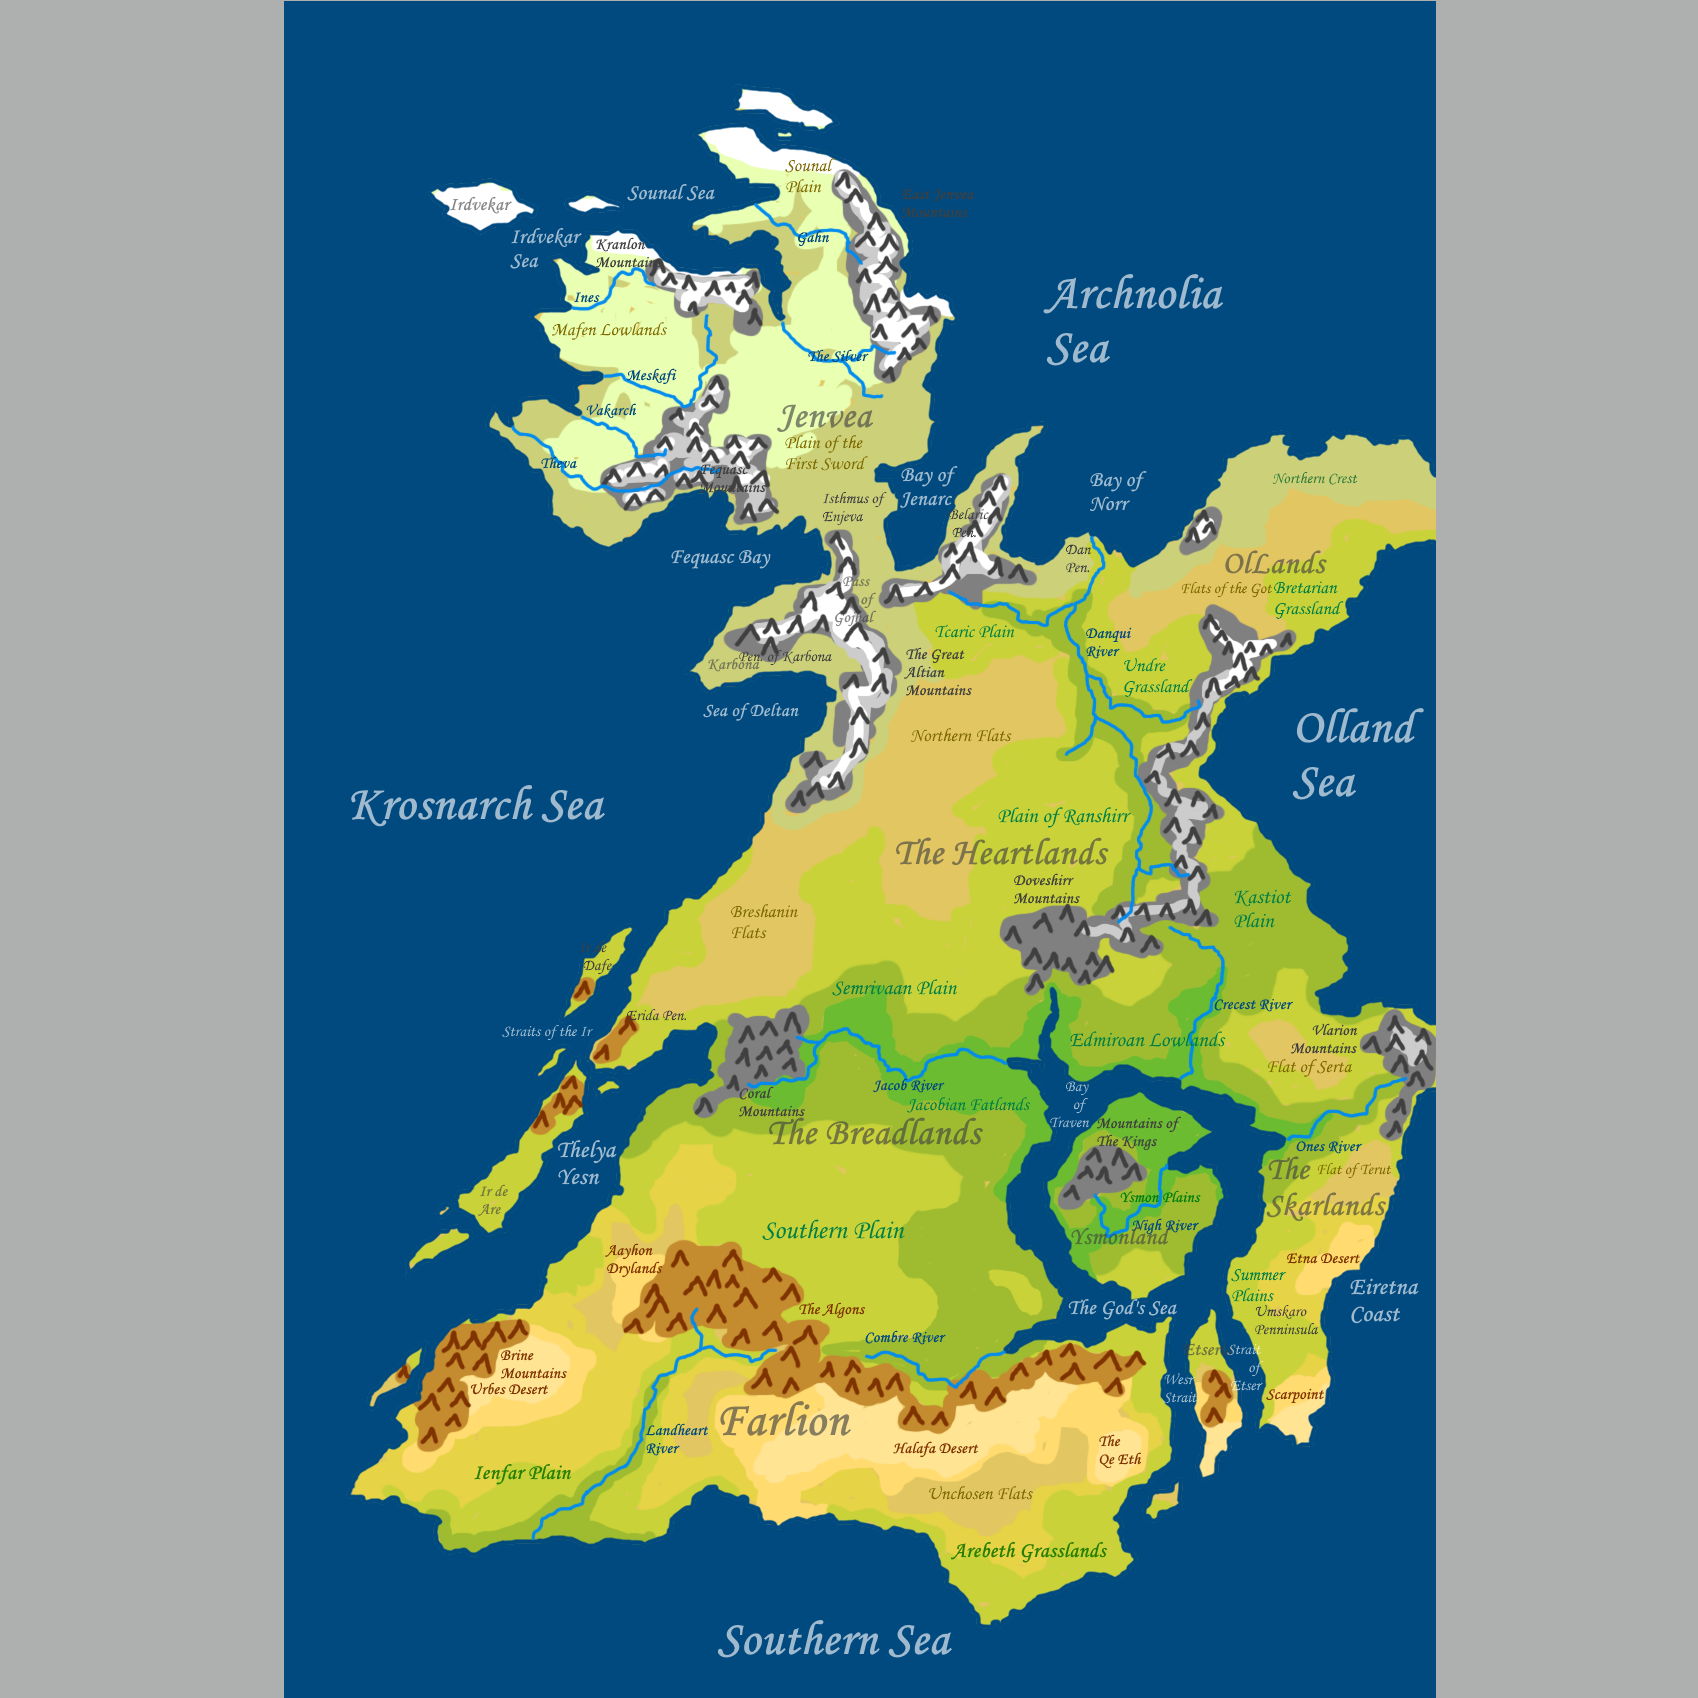 Sounal
Plain
Sounal Sea
Irdvekar
East Jenvea
Mountains
Irdvekar
Sea
Kranlon
Mountains
Gahn
Ines
Archnolia
Sea
Mafen Lowlands
The Silver
Meskafi
Vakarch
Jenvea
Plain of the
First Sword
Theva
Fequasc
Mountains
Bay of
Jenarc
Bay of
Norr
Northern Crest
Isthmus of
Enjeva
Belaric
Pen.
Fequasc Bay
Dan
Pen.
OlLands
Flats of the Got
Bretarian
Grassland
Pass
of
Gojhal
Tcaric Plain
Danqui
River
Karbona
Pen. of Karbona
The Great
Altian
Mountains
Undre
Grassland
Sea of Deltan
Northern Flats
Olland
Sea
Krosnarch Sea
Plain of Ranshirr
The Heartlands
Doveshirr
Mountains
Kastiot
Plain
Breshanin
Flats
Dafe
Semrivaan Plain
Crecest River
Erida Pen.
Straits of the Ir
Edmiroan Lowlands
Vlarion
Mountains
Flat of Serta
Jacob River
Coral
Mountains
Jacobian Fatlands
Bay
of
Traven
Mountains of
The Kings
The Breadlands
Thelya
Yesn
Ones River
The
Skarlands
Flat of Terut
Ir de
Are
Ysmon Plains
Nigh River
Ysmonland
Southern Plain
Aayhon
Drylands
Etna Desert
Summer
Plains
Eiretna
Coast
The Algons
The God's Sea
Umskaro
Penninsula
Combre River
Etser
Strait
of
Etser
Brine
Mountains
Urbes Desert
West
Strait
Scarpoint
Farlion
Landheart
River
Halafa Desert
The
Qe Eth
Ienfar Plain
Unchosen Flats
Arebeth Grasslands
Southern Sea